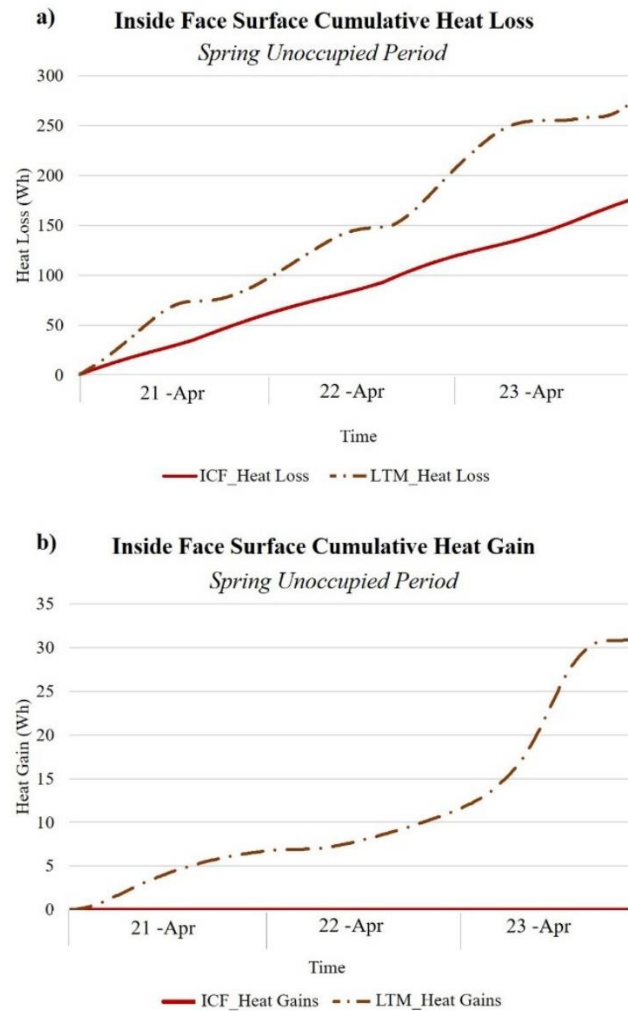 a) Inside Face Surface Cumulative Heat Loss
Spring Unoccupied Period
300
250
200
150
100
50
0
Heat Loss (Wh)
21 -Apr 22 -Apr 23 -Apr
Time
ICF_Heat Loss LTM_Heat Loss
b) Inside Face Surface Cumulative Heat Gain
Spring Unoccupied Period
35
30
25
20
15
10
5
0
Heat Gain (Wh)
21 -Apr 22 -Apr 23 -Apr
Time
ICF_Heat Gains LTM_Heat Gains